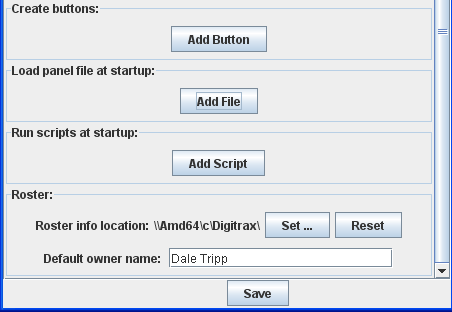 Create buttons:
Add Button
Load panel file at startup:
Add File
Run scripts at startup:
Add Script
Roster:
Roster info location: \\Amd64\c\Digitrax\ Set ... Reset
Default owner name: Dale Tripp
Save